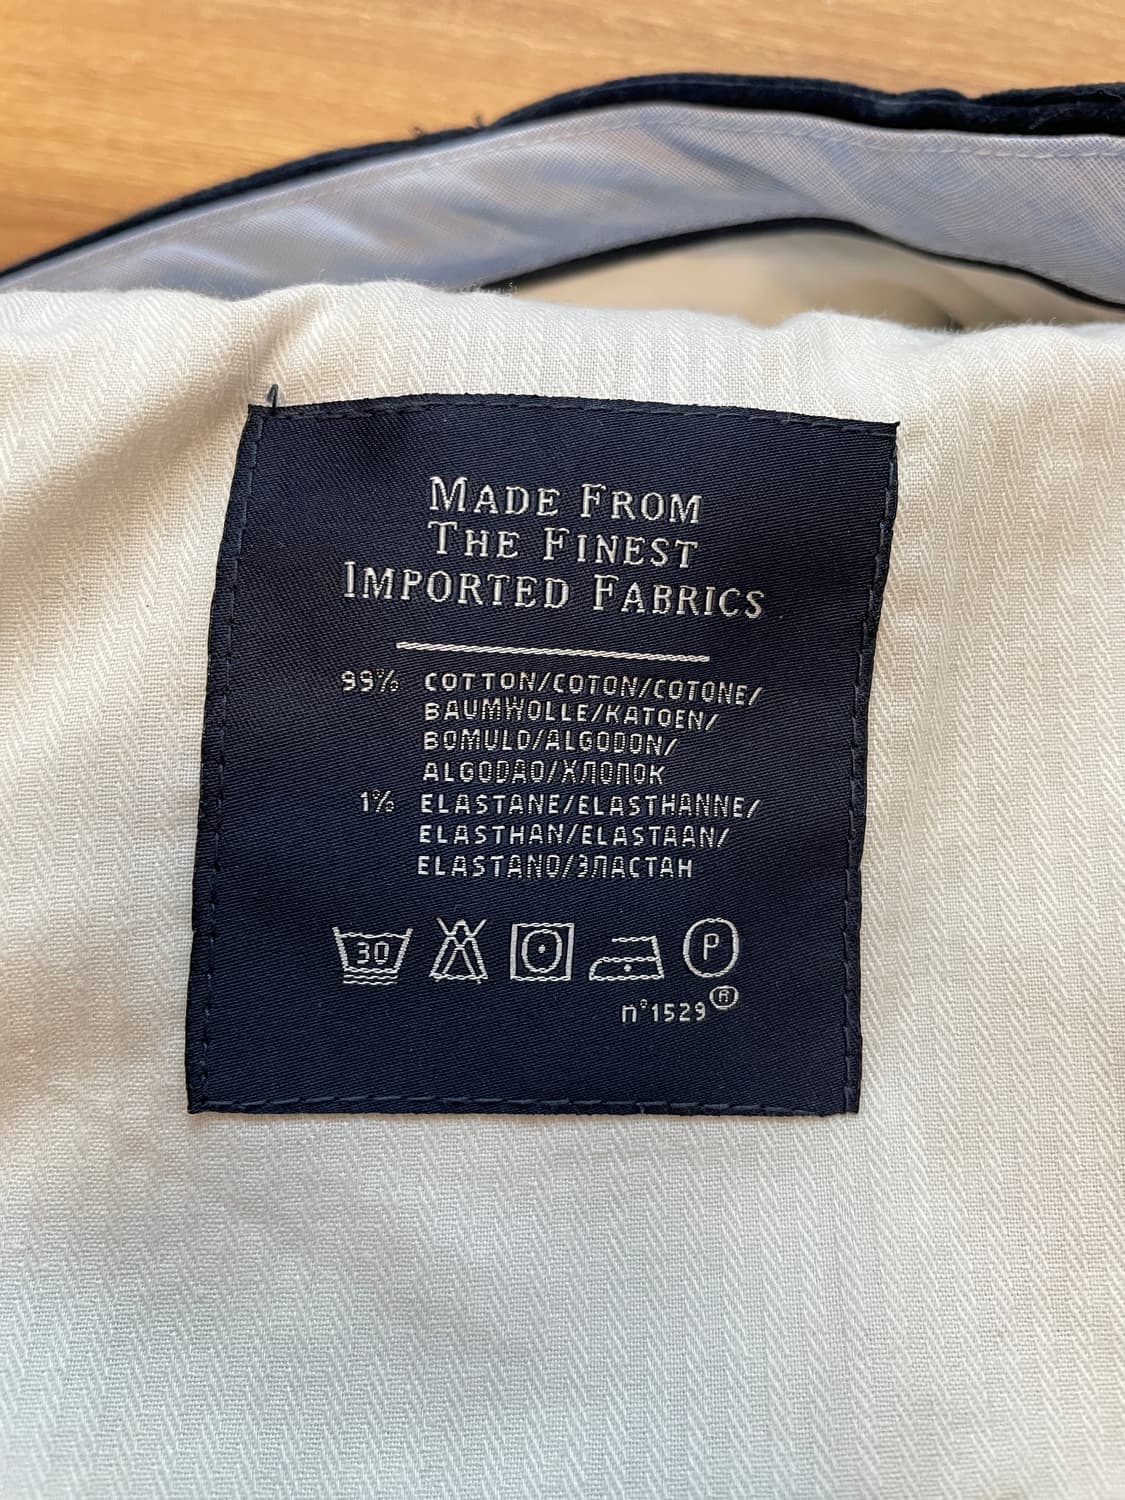 MADE FROM
THE FINEST
IMPORTED FABRICS
99% COTTON/COTON/COTONE/
BAUMWOLLE/KATOEN/
BOMULD/ALGODON/
ALGODAO/ХЛОПОК
1% ELASTANE/ELASTHANNE/
ELASTHAN/ELASTAAN/
ELASTANO/ЭЛАСТАН
30 P
n°1529®